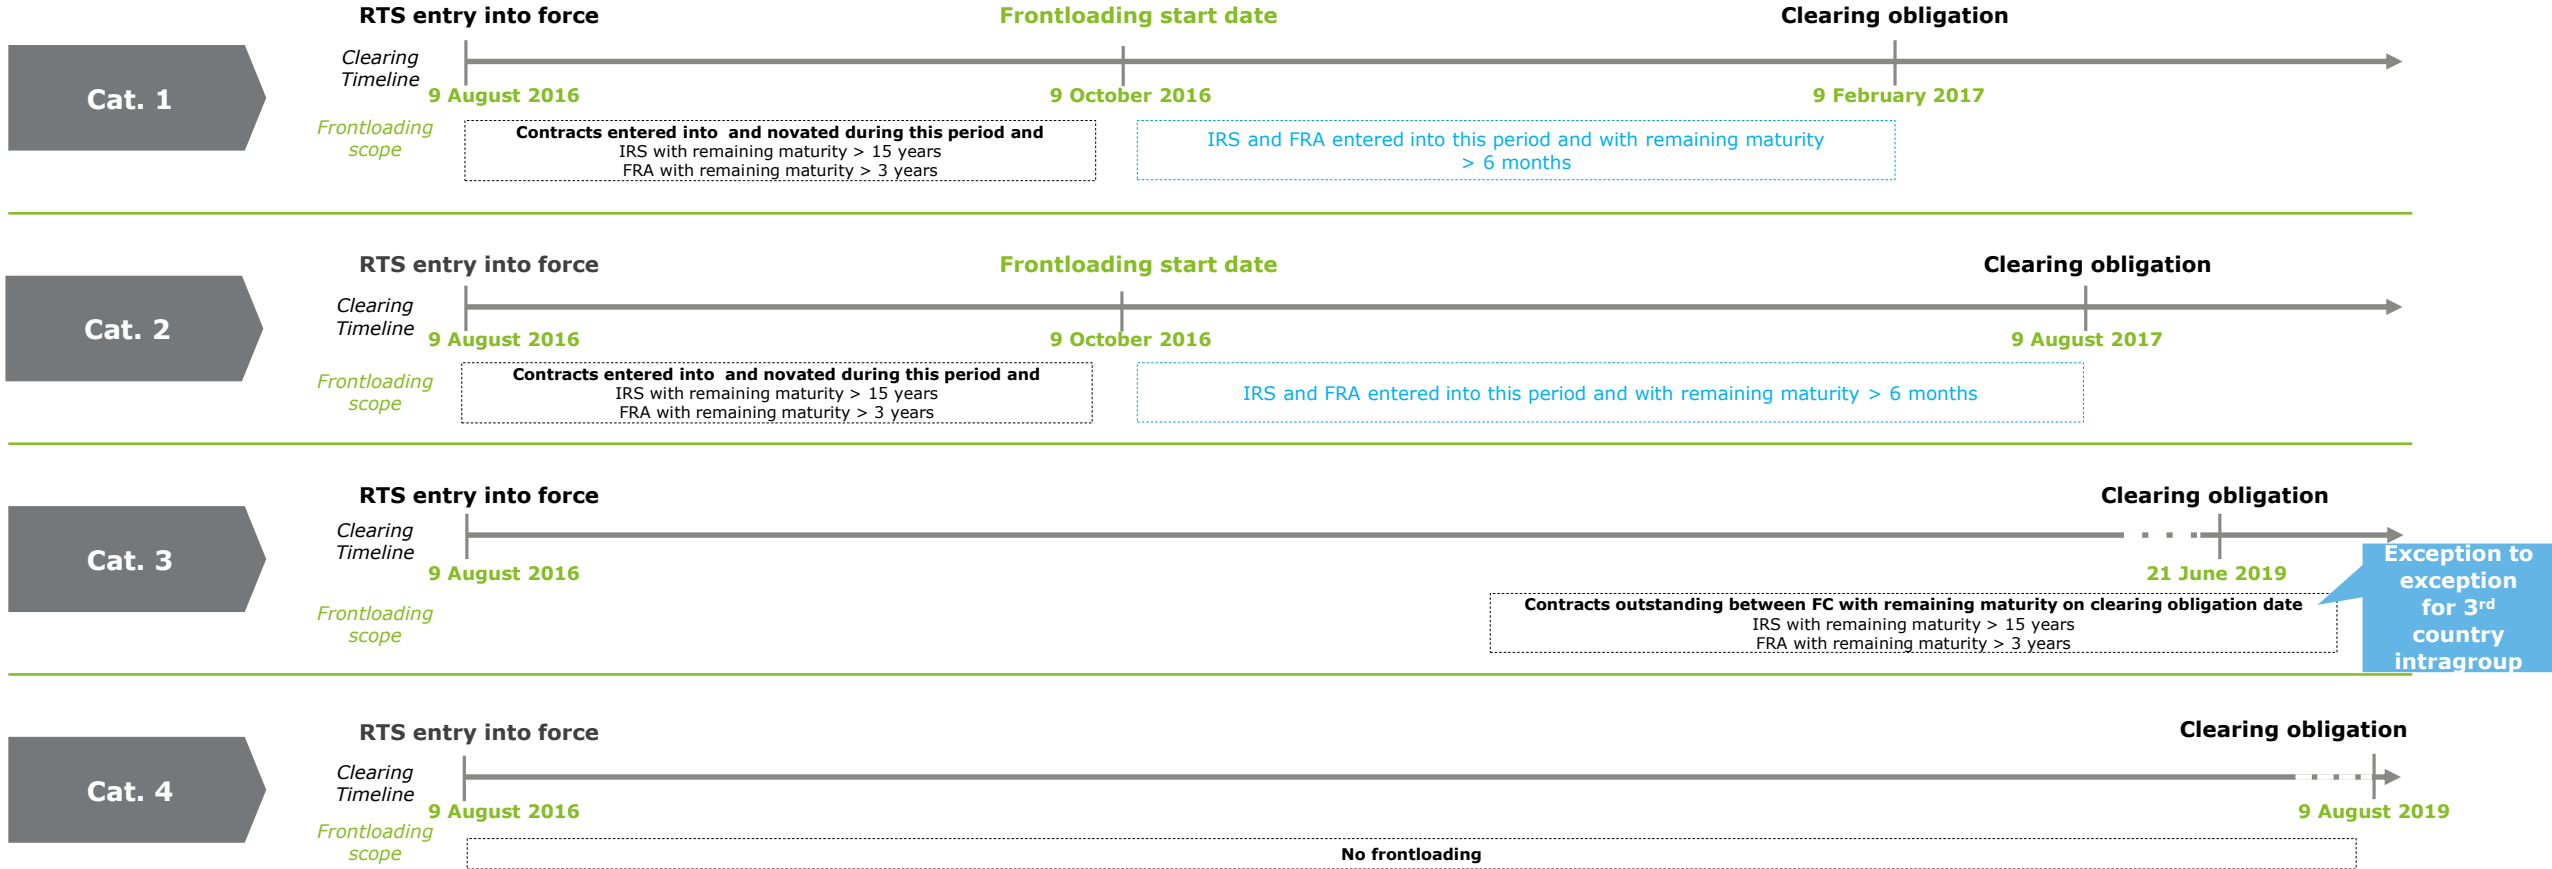 RTS entry into force
Frontloading start date
Clearing obligation
Cat. 1
Clearing
Timeline
9 August 2016
9 October 2016
9 February 2017
Frontloading
scope
Contracts entered into  and novated during this period and
IRS with remaining maturity > 15 years
FRA with remaining maturity > 3 years
IRS and FRA entered into this period and with remaining maturity
> 6 months
RTS entry into force
Frontloading start date
Clearing obligation
Cat. 2
Clearing
Timeline
9 August 2016
9 October 2016
9 August 2017
Frontloading
scope
Contracts entered into  and novated during this period and
IRS with remaining maturity > 15 years
FRA with remaining maturity > 3 years
IRS and FRA entered into this period and with remaining maturity > 6 months
RTS entry into force
Clearing obligation
Cat. 3
Clearing
Timeline
9 August 2016
21 June 2019
Frontloading
scope
Contracts outstanding between FC with remaining maturity on clearing obligation date
IRS with remaining maturity > 15 years
FRA with remaining maturity > 3 years
Exception to
exception
for 3rd
country
intragroup
RTS entry into force
Clearing obligation
Cat. 4
Clearing
Timeline
9 August 2016
9 August 2019
Frontloading
scope
No frontloading